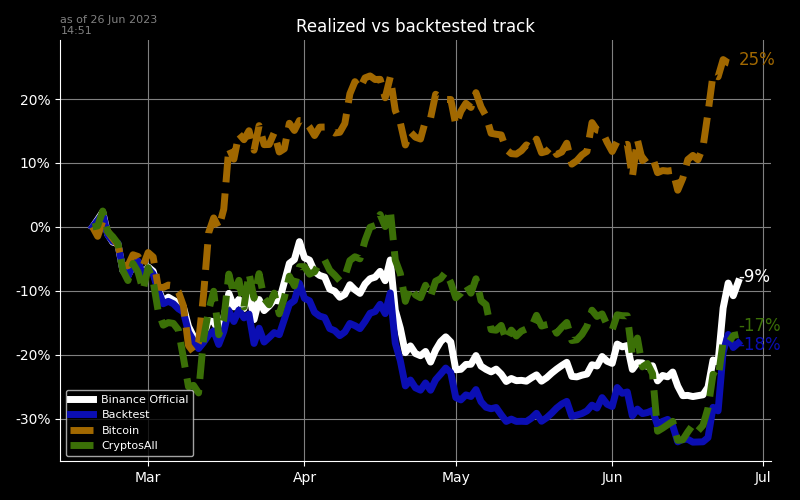 as of 26 Jun 2023
14:51
Realized vs backtested track
25%
20%
10%
0%
-9%
-10%
-17%
-18%
-20%
-30%
Binance Official
Backtest
Bitcoin
CryptosAll
Mar Apr May Jun Jul